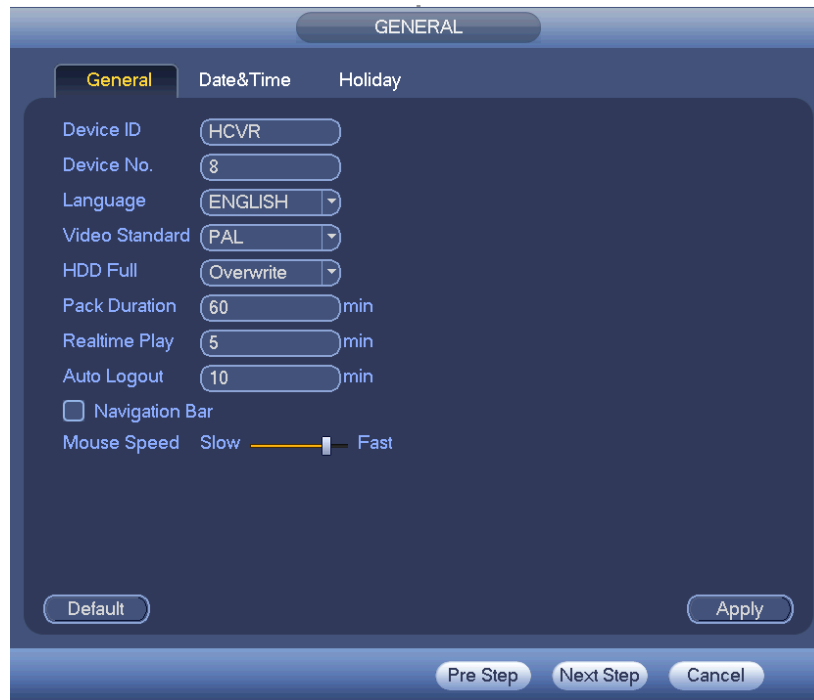 GENERAL
General Date&Time Holiday
Device ID HCVR
Device No. 8
Language ENGLISH
Video Standard PAL
HDD Full Overwrite
Pack Duration 60 min
Realtime Play 5 min
Auto Logout 10 min
Navigation Bar
Mouse Speed Slow Fast
Default Apply
Pre Step Next Step Cancel